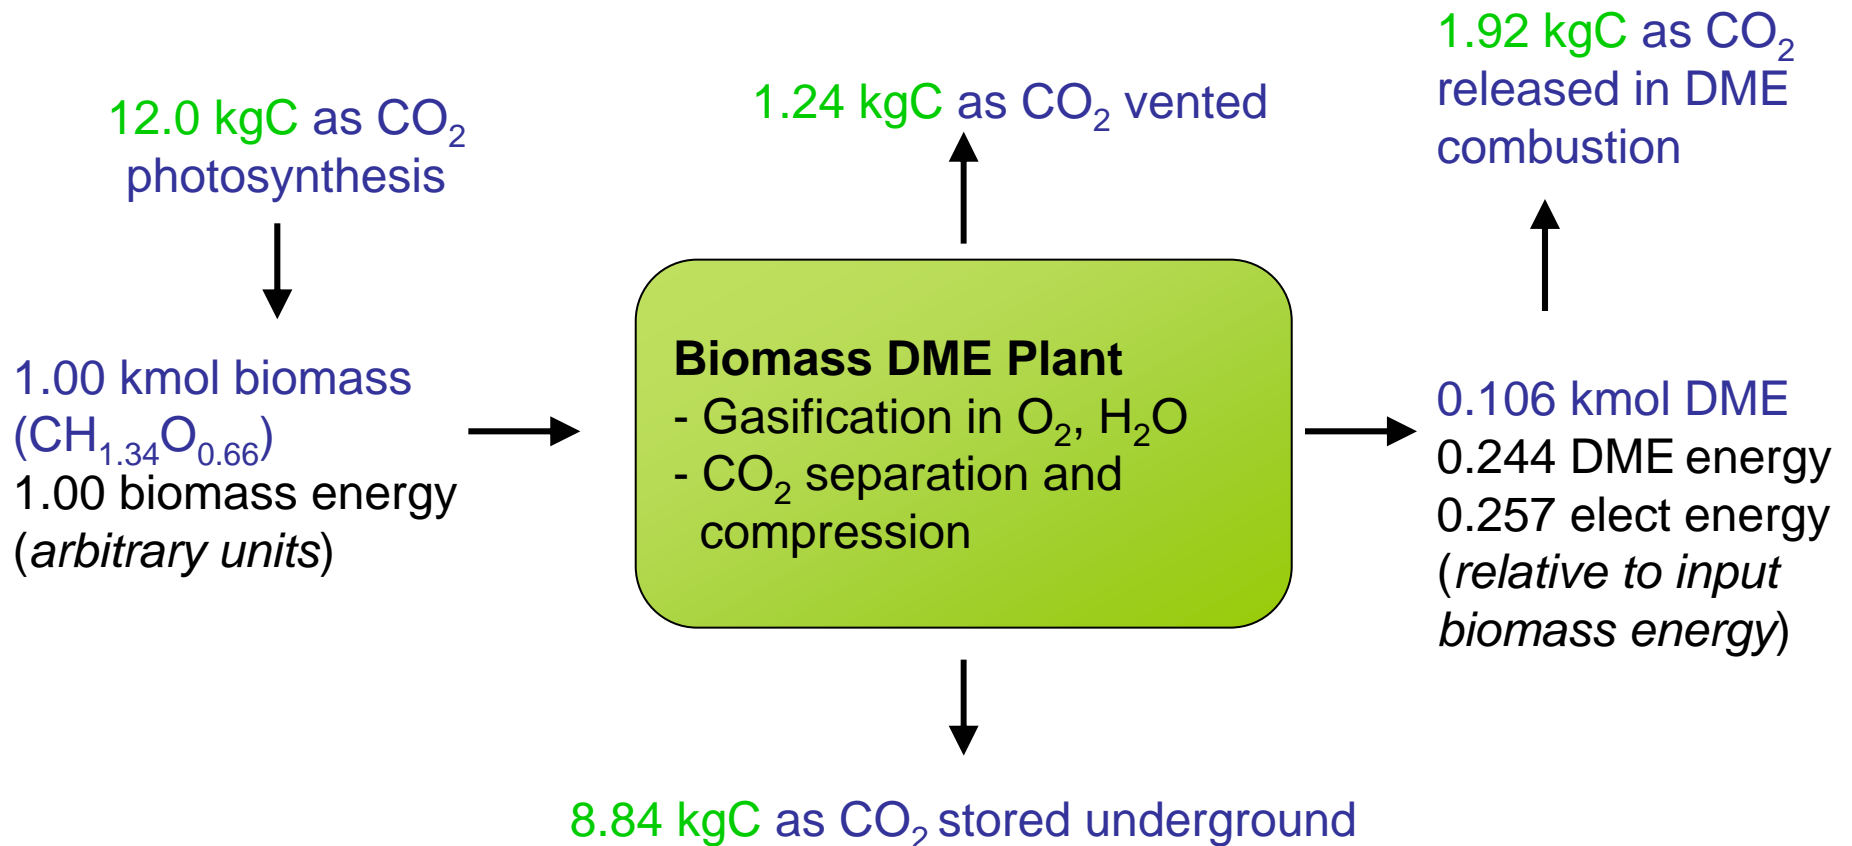 12.0 kgC as CO₂
photosynthesis
1.00 kmol biomass
(CH₁.₃₄O₀.₆₆)
1.00 biomass energy
(arbitrary units)
1.24 kgC as CO₂ vented
Biomass DME Plant
- Gasification in O₂, H₂O
- CO₂ separation and
compression
8.84 kgC as CO₂ stored underground
1.92 kgC as CO₂
released in DME
combustion
0.106 kmol DME
0.244 DME energy
0.257 elect energy
(relative to input
biomass energy)